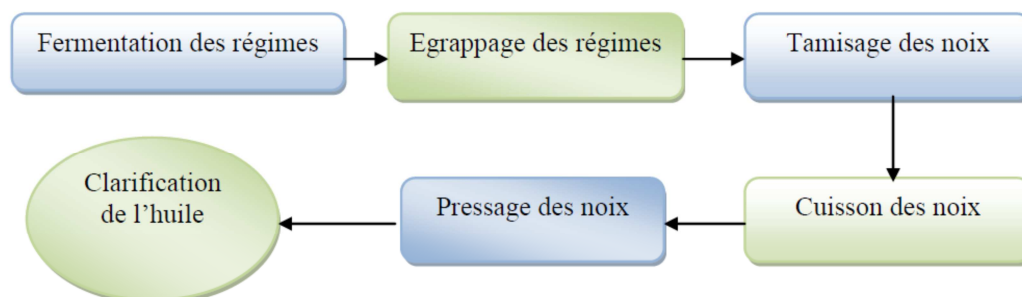 Fermentation des régimes
Egrappage des régimes
Tamisage des noix
Cuisson des noix
Pressage des noix
Clarification
de l’huile